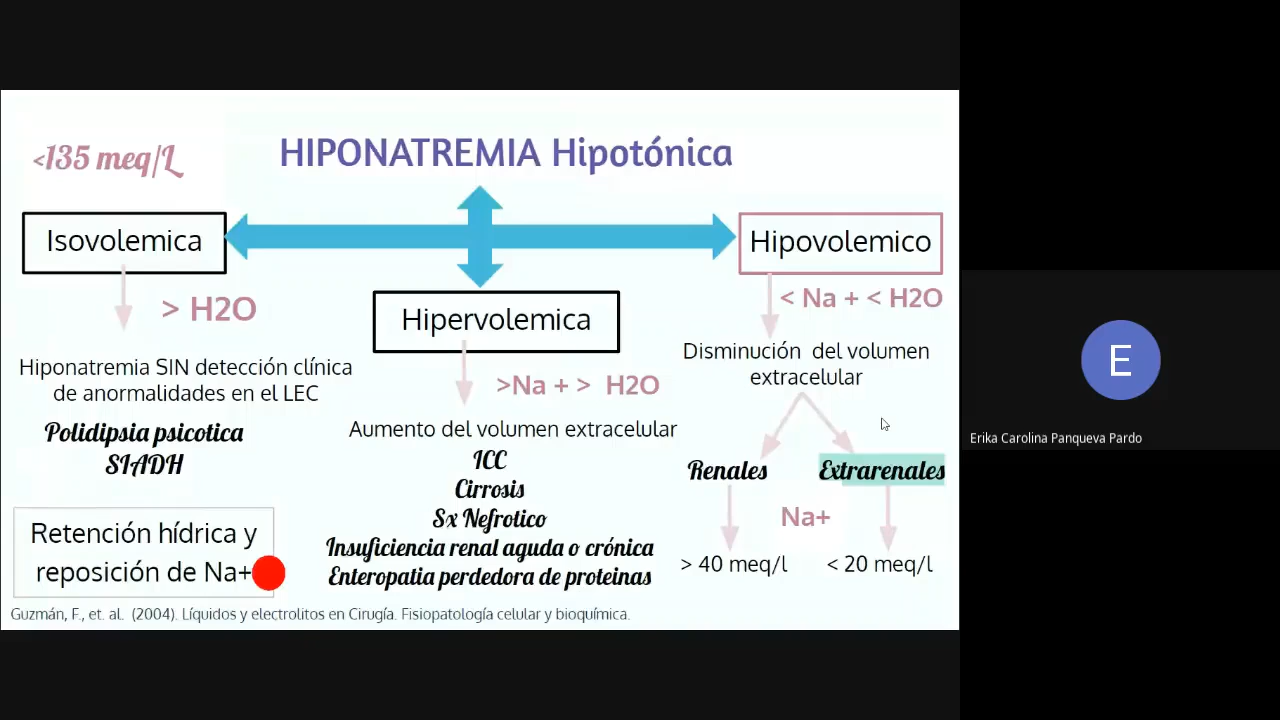 <135 meq/L
HIPONATREMIA Hipotónica
Isovolemica
> H2O
Hiponatremia SIN detección clínica
de anormalidades en el LEC
Polidipsia psicotica
SIADH
Retención hídrica y
reposición de Na+
Hipervolemica
>Na + > H2O
Aumento del volumen extracelular
ICC
Cirrosis
Sx Nefrotico
Insuficiencia renal aguda o crónica
Enteropatia perdedora de proteinas
Hipovolemico
< Na + < H2O
Disminución del volumen
extracelular
Renales
Extrarenales
Na+
> 40 meq/l
< 20 meq/l
Guzmán, F., et. al. (2004). Líquidos y electrolitos en Cirugía. Fisiopatología celular y bioquímica.
E
Erika Carolina Panqueva Pardo